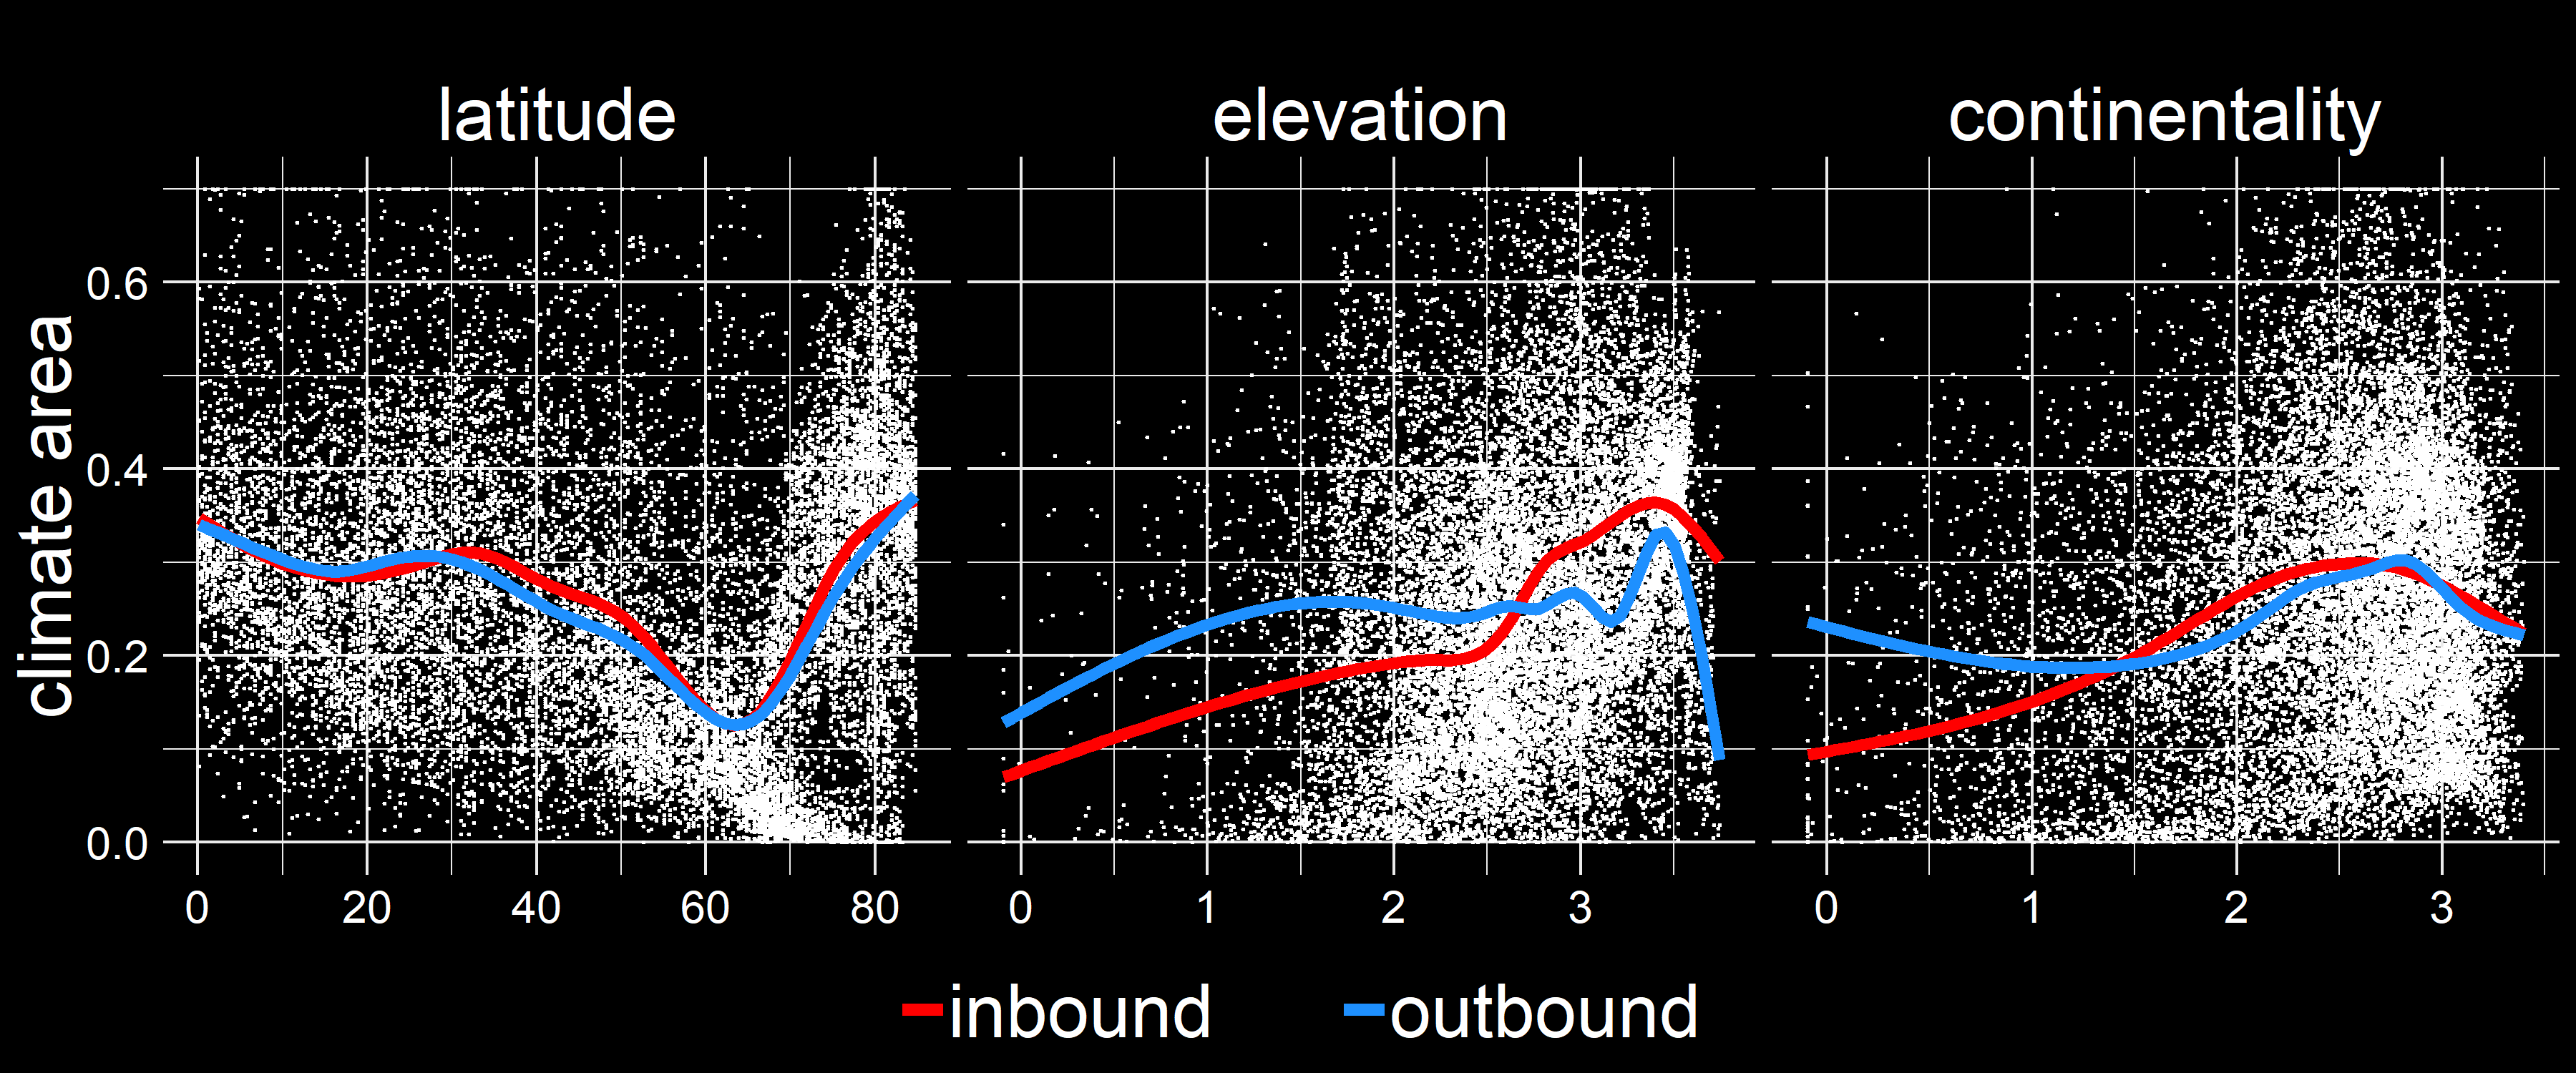 latitude elevation continentality
climate area
0.6
0.4
0.2
0.0
0 20 40 60 80 0 1 2 3 0 1 2 3
inbound outbound